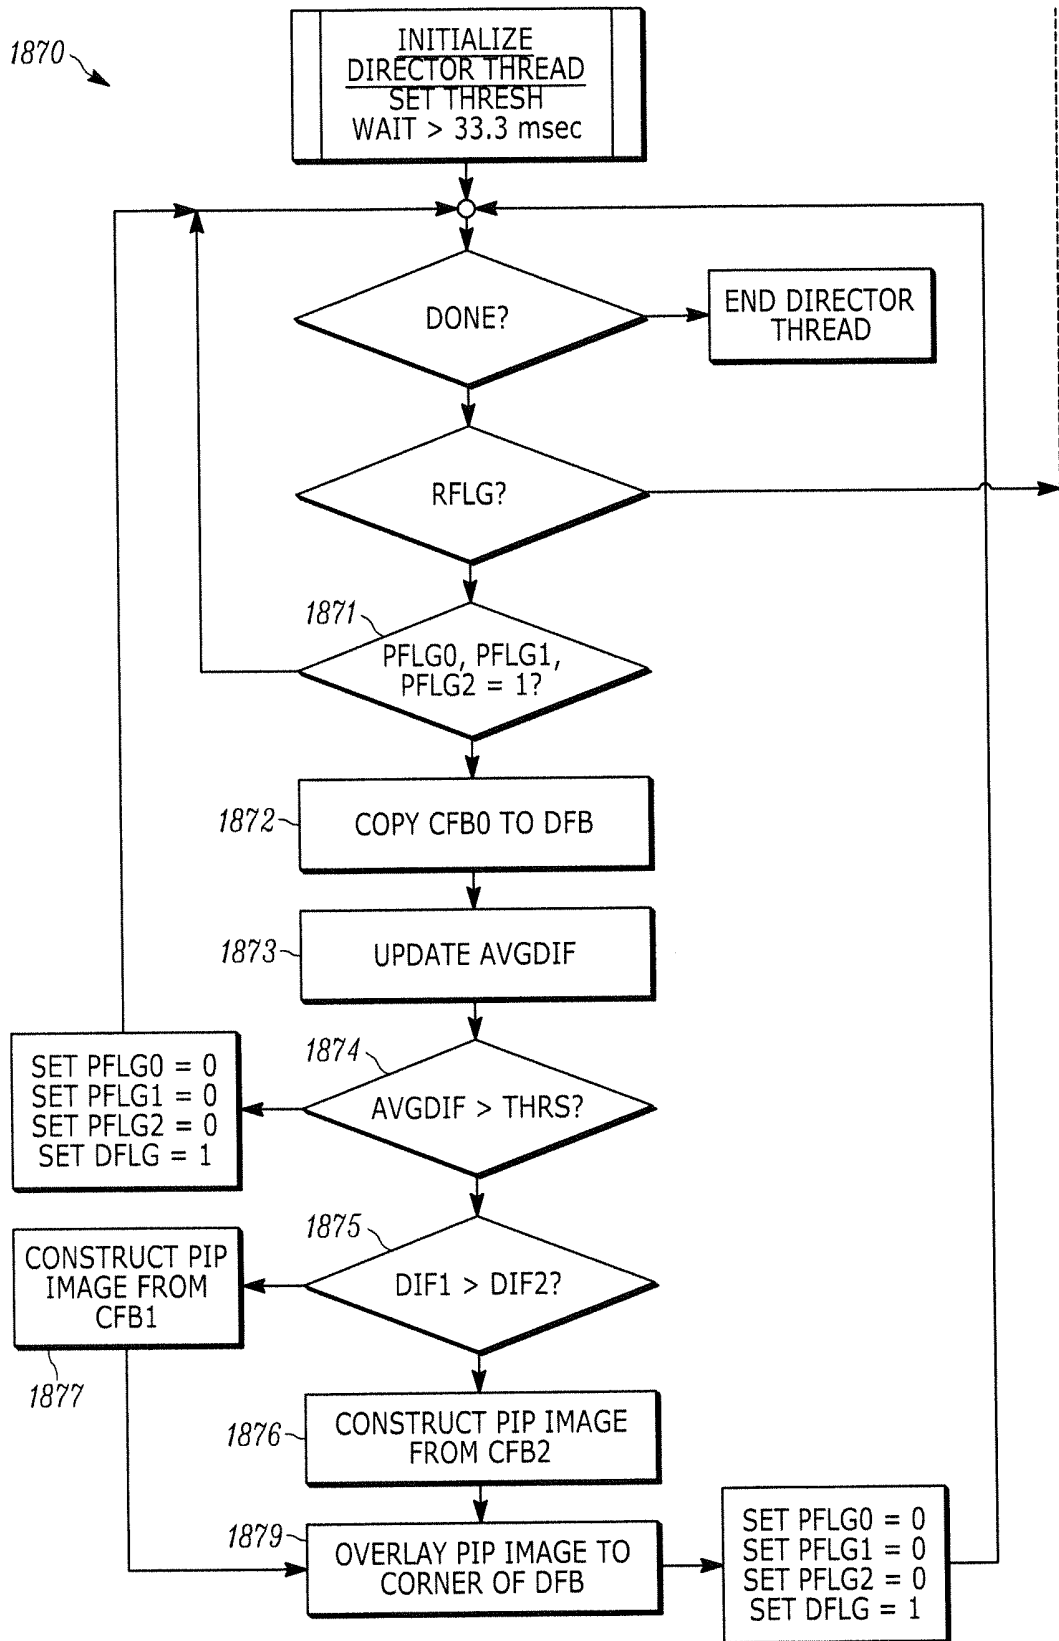 1870
INITIALIZE
DIRECTOR THREAD
SET THRESH
WAIT > 33.3 msec
DONE?
END DIRECTOR
THREAD
RFLG?
1871
PFLG0, PFLG1,
PFLG2 = 1?
1872
COPY CFB0 TO DFB
1873
UPDATE AVGDIF
1874
AVGDIF > THRS?
SET PFLG0 = 0
SET PFLG1 = 0
SET PFLG2 = 0
SET DFLG = 1
1875
DIF1 > DIF2?
CONSTRUCT PIP
IMAGE FROM
CFB1
1877
1876
CONSTRUCT PIP IMAGE
FROM CFB2
1879
OVERLAY PIP IMAGE TO
CORNER OF DFB
SET PFLG0 = 0
SET PFLG1 = 0
SET PFLG2 = 0
SET DFLG = 1